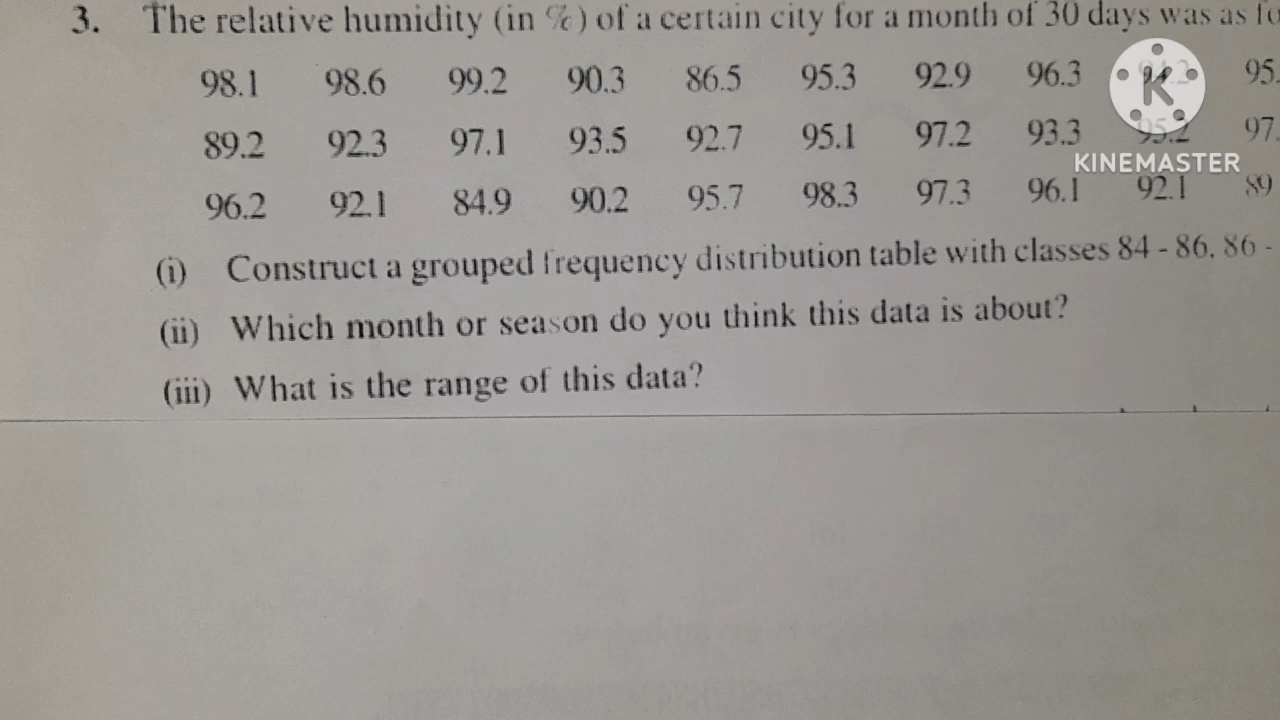 3. The relative humidity (in %) of a certain city for a month of 30 days was as fo
98.1 98.6 99.2 90.3 86.5 95.3 92.9 96.3 95.
89.2 92.3 97.1 93.5 92.7 95.1 97.2 93.3 95.2 97.
96.2 92.1 84.9 90.2 95.7 98.3 97.3 96.1 92.1 89
(i) Construct a grouped frequency distribution table with classes 84 - 86, 86 -
(ii) Which month or season do you think this data is about?
(iii) What is the range of this data?
K
KINEMASTER